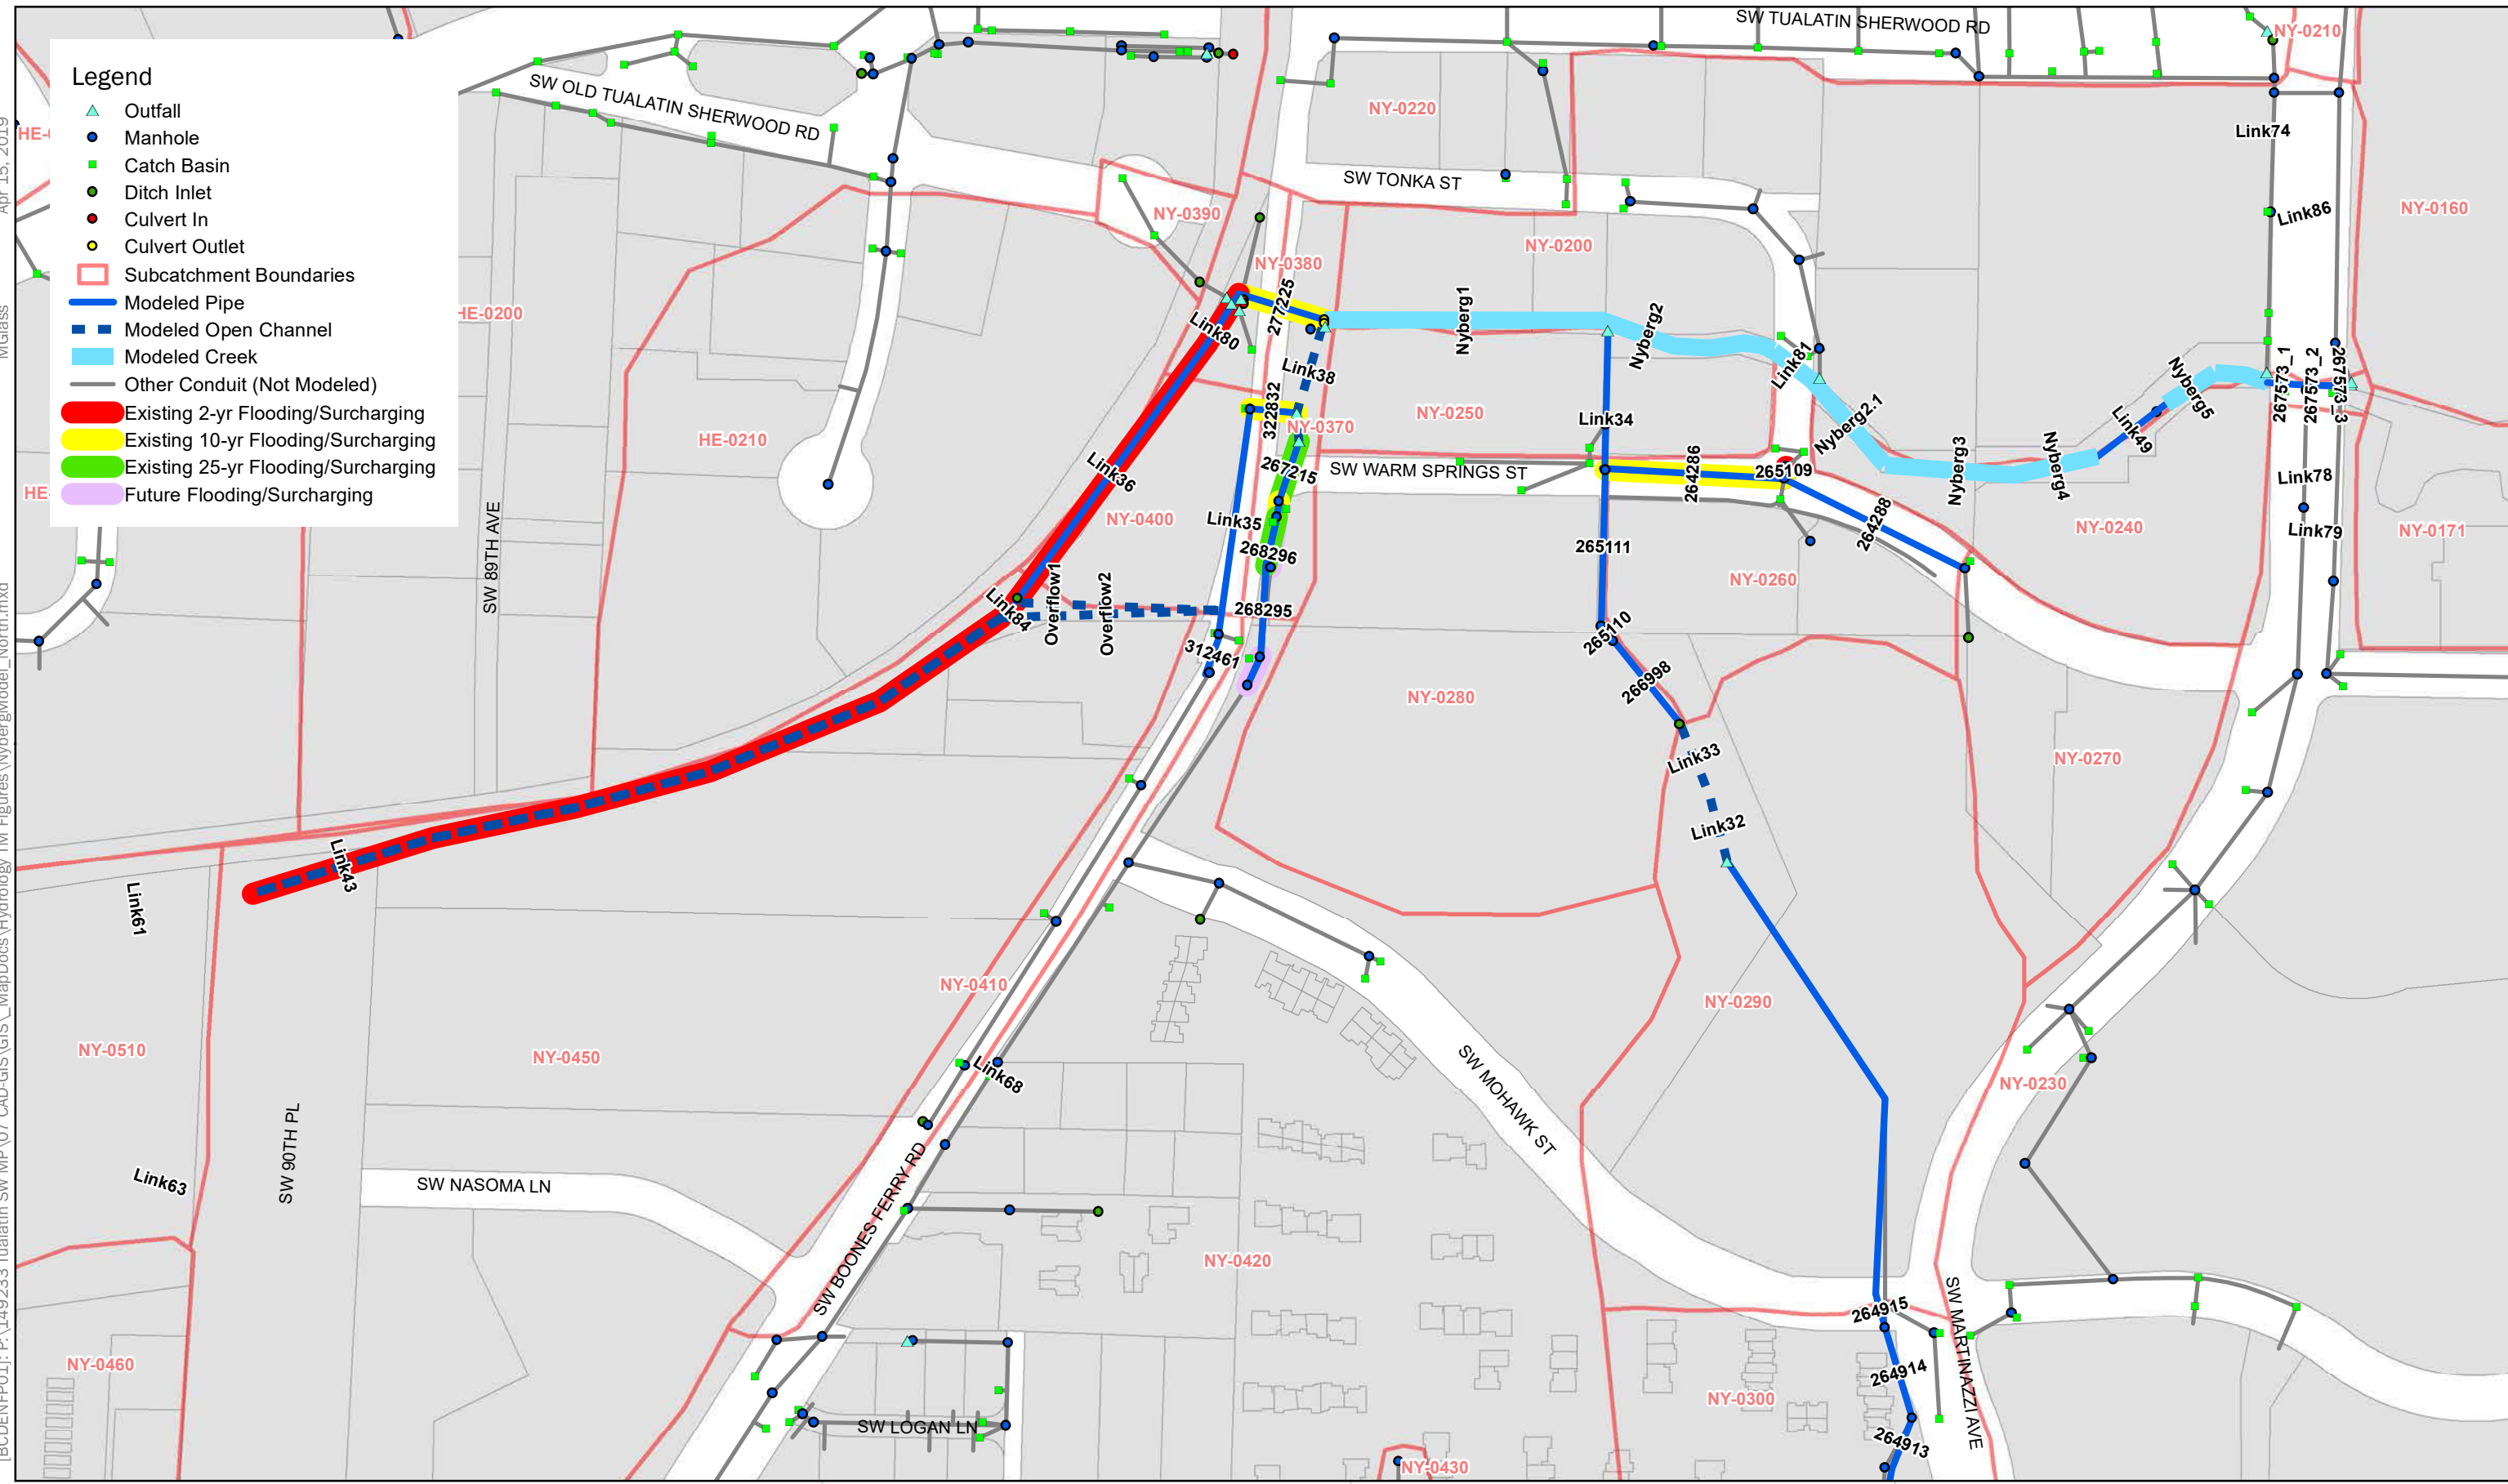 Legend
Outfall
Manhole
Catch Basin
Ditch Inlet
Culvert In
Culvert Outlet
Subcatchment Boundaries
Modeled Pipe
Modeled Open Channel
Modeled Creek
Other Conduit (Not Modeled)
Existing 2-yr Flooding/Surcharging
Existing 10-yr Flooding/Surcharging
Existing 25-yr Flooding/Surcharging
Future Flooding/Surcharging
SW TUALATIN SHERWOOD RD
NY-0210
SW OLD TUALATIN SHERWOOD RD
NY-0220
Link74
SW TONKA ST
NY-0390
Link86
NY-0160
NY-0200
NY-0380
HE-0200
277225
Nyberg1
Nyberg2
Link80
Link38
Link81
Nyberg5
267573_1
267573_2
267573_3
322832
NY-0250
Link34
Nyberg2.1
Link49
HE-0210
NY-0370
267215
SW WARM SPRINGS ST
264286
265109
Nyberg3
Nyberg4
Link78
Link36
NY-0400
Link35
268296
265111
264288
NY-0240
Link79
NY-0171
SW 89TH AVE
NY-0260
Link84
Overflow1
Overflow2
268295
265110
312461
266998
NY-0280
Link33
NY-0270
Link32
Link43
Link61
NY-0410
NY-0290
NY-0510
NY-0450
Link68
SW MOHAWK ST
NY-0230
SW 90TH PL
Link63
SW NASOMA LN
SW BOONES FERRY RD
NY-0420
264915
SW MARTINAZZI AVE
NY-0460
264914
NY-0300
SW LOGAN LN
264913
NY-0430
Apr 15, 2019
MGlass